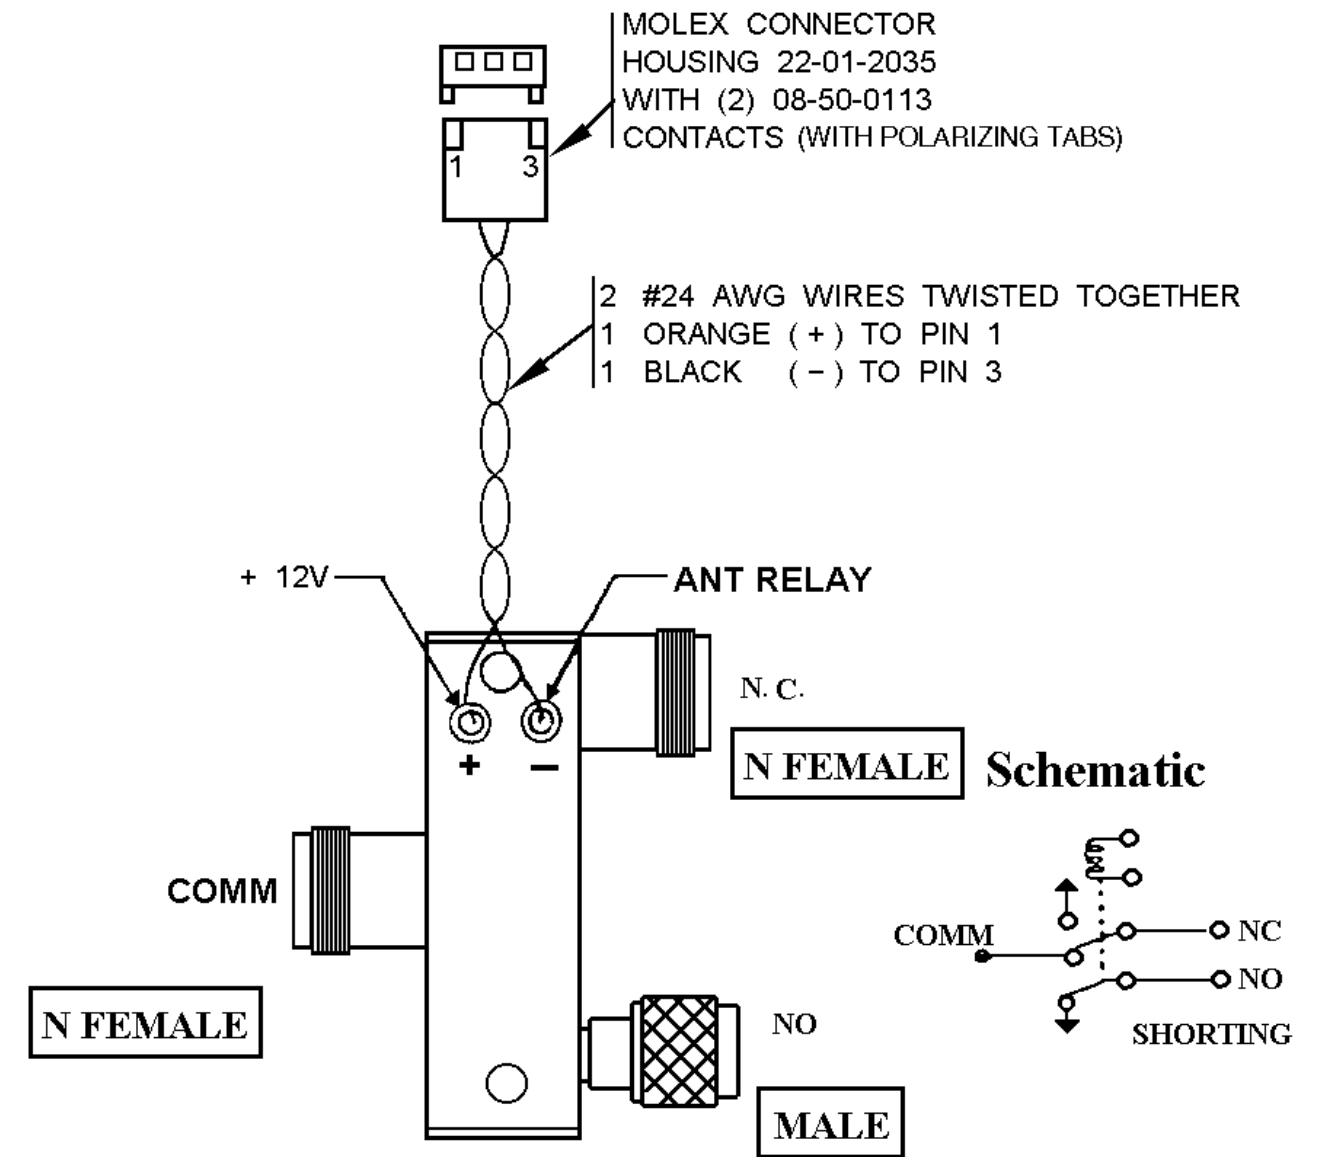 MOLEX CONNECTOR
HOUSING 22-01-2035
WITH (2) 08-50-0113
CONTACTS (WITH POLARIZING TABS)
1 3
2 #24 AWG WIRES TWISTED TOGETHER
1 ORANGE (+) TO PIN 1
1 BLACK (−) TO PIN 3
+ 12V
ANT RELAY
N. C.
+ −
N FEMALE
Schematic
COMM
COMM
NC
NO
SHORTING
N FEMALE
NO
MALE